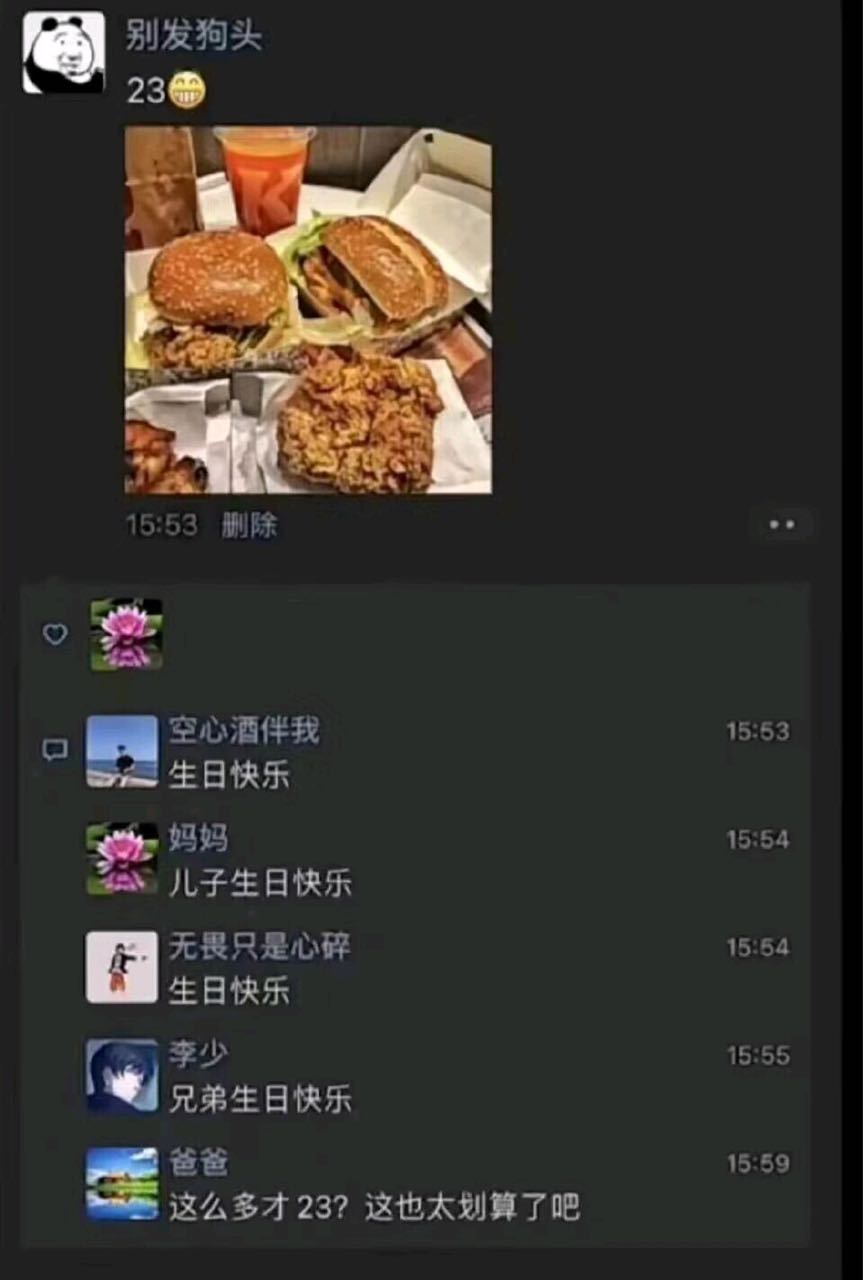 别发狗头
23😁
15:53 删除
空心酒伴我 15:53
生日快乐
妈妈 15:54
儿子生日快乐
无畏只是心碎 15:54
生日快乐
李少 15:55
兄弟生日快乐
爸爸 15:59
这么多才23？这也太划算了吧